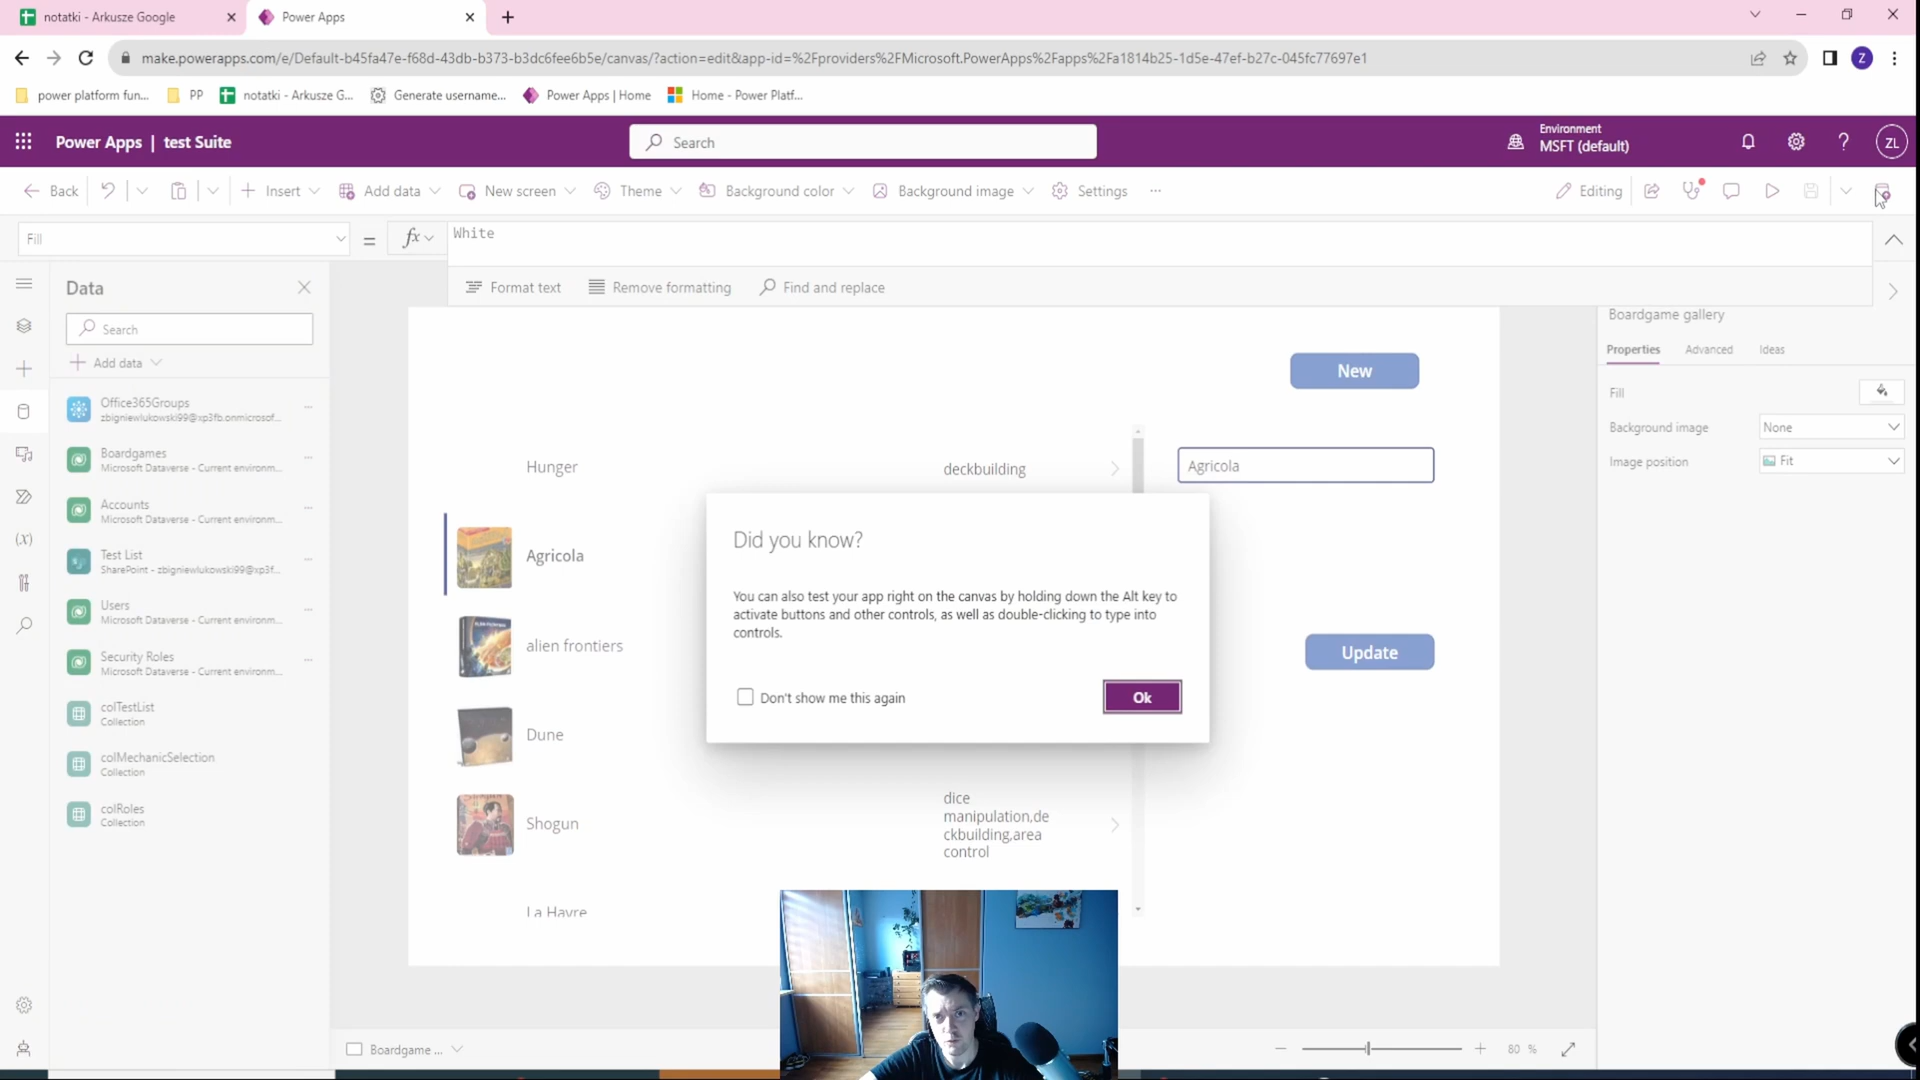 notatki - Arkusze Google
Power Apps
make.powerapps.com/e/Default-b45fa47e-f68d-43db-b373-b3dc6fee6b5e/canvas/?action=edit&app-id=%2Fproviders%2FMicrosoft.PowerApps%2Fapps%2Fa1814b25-1d5e-47ef-b27c-045fc77697e1
Z
power platform fun...
PP
notatki - Arkusze G...
Generate username...
Power Apps | Home
Home - Power Platf...
Power Apps | test Suite
Search
Environment
MSFT (default)
?
ZL
Back
Insert
Add data
New screen
Theme
Background color
Background image
Settings
...
Editing
Fill
=
fx
White
Format text
Remove formatting
Find and replace
Data
Search
Add data
Office365Groups
zbigniewlukowski99@xp3fb.onmicrosof...
Boardgames
Microsoft Dataverse - Current environm...
Accounts
Microsoft Dataverse - Current environm...
Test List
SharePoint - zbigniewlukowski99@xp3f...
Users
Microsoft Dataverse - Current environm...
Security Roles
Microsoft Dataverse - Current environm...
colTestList
Collection
colMechanicSelection
Collection
colRoles
Collection
New
Hunger
deckbuilding
Agricola
Agricola
alien frontiers
Dune
Shogun
dice
manipulation,de
ckbuilding,area
control
La Havre
Update
Did you know?
You can also test your app right on the canvas by holding down the Alt key to
activate buttons and other controls, as well as double-clicking to type into
controls.
Don't show me this again
Ok
Boardgame gallery
Properties
Advanced
Ideas
Fill
Background image
None
Image position
Fit
Boardgame ...
80 %